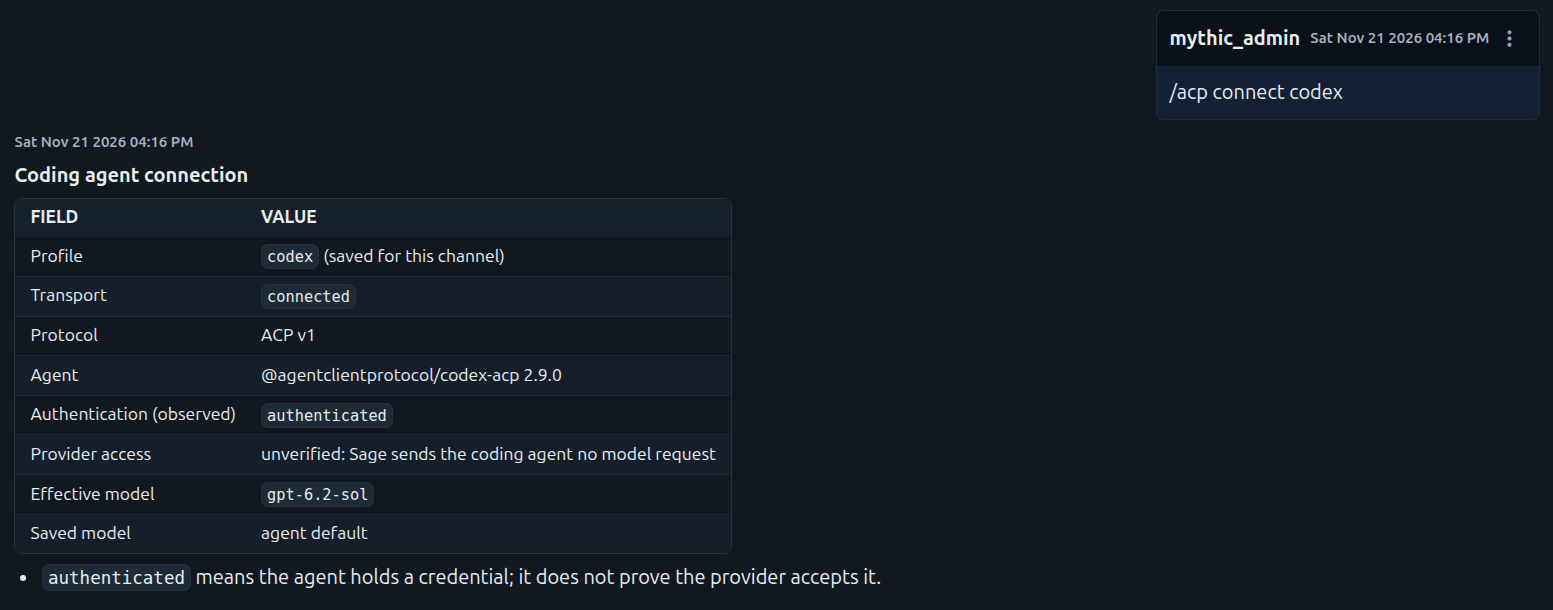 mythic_admin Sat Nov 21 2026 04:16 PM
/acp connect codex
Sat Nov 21 2026 04:16 PM
Coding agent connection
FIELD VALUE
Profile codex (saved for this channel)
Transport connected
Protocol ACP v1
Agent @agentclientprotocol/codex-acp 2.9.0
Authentication (observed) authenticated
Provider access unverified: Sage sends the coding agent no model request
Effective model gpt-6.2-sol
Saved model agent default
• authenticated means the agent holds a credential; it does not prove the provider accepts it.